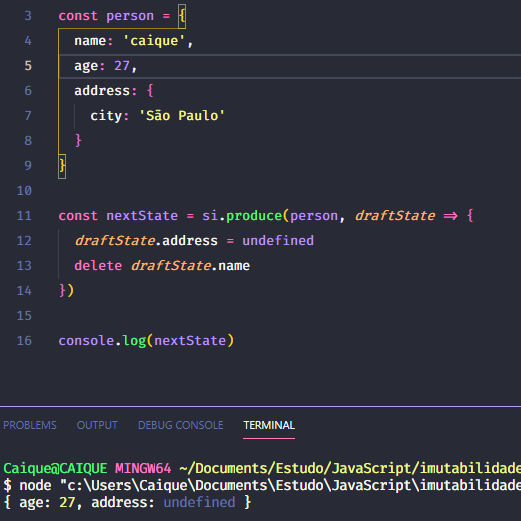 3 const person = {
4 name: 'caique',
5 age: 27,
6 address: {
7 city: 'São Paulo'
8 }
9 }
10
11 const nextState = si.produce(person, draftState => {
12 draftState.address = undefined
13 delete draftState.name
14 })
15
16 console.log(nextState)
PROBLEMS OUTPUT DEBUG CONSOLE TERMINAL
Caique@CAIQUE MINGW64 ~/Documents/Estudo/JavaScript/imutabilidade
$ node "c:\Users\Caique\Documents\Estudo\JavaScript\imutabilidade
{ age: 27, address: undefined }